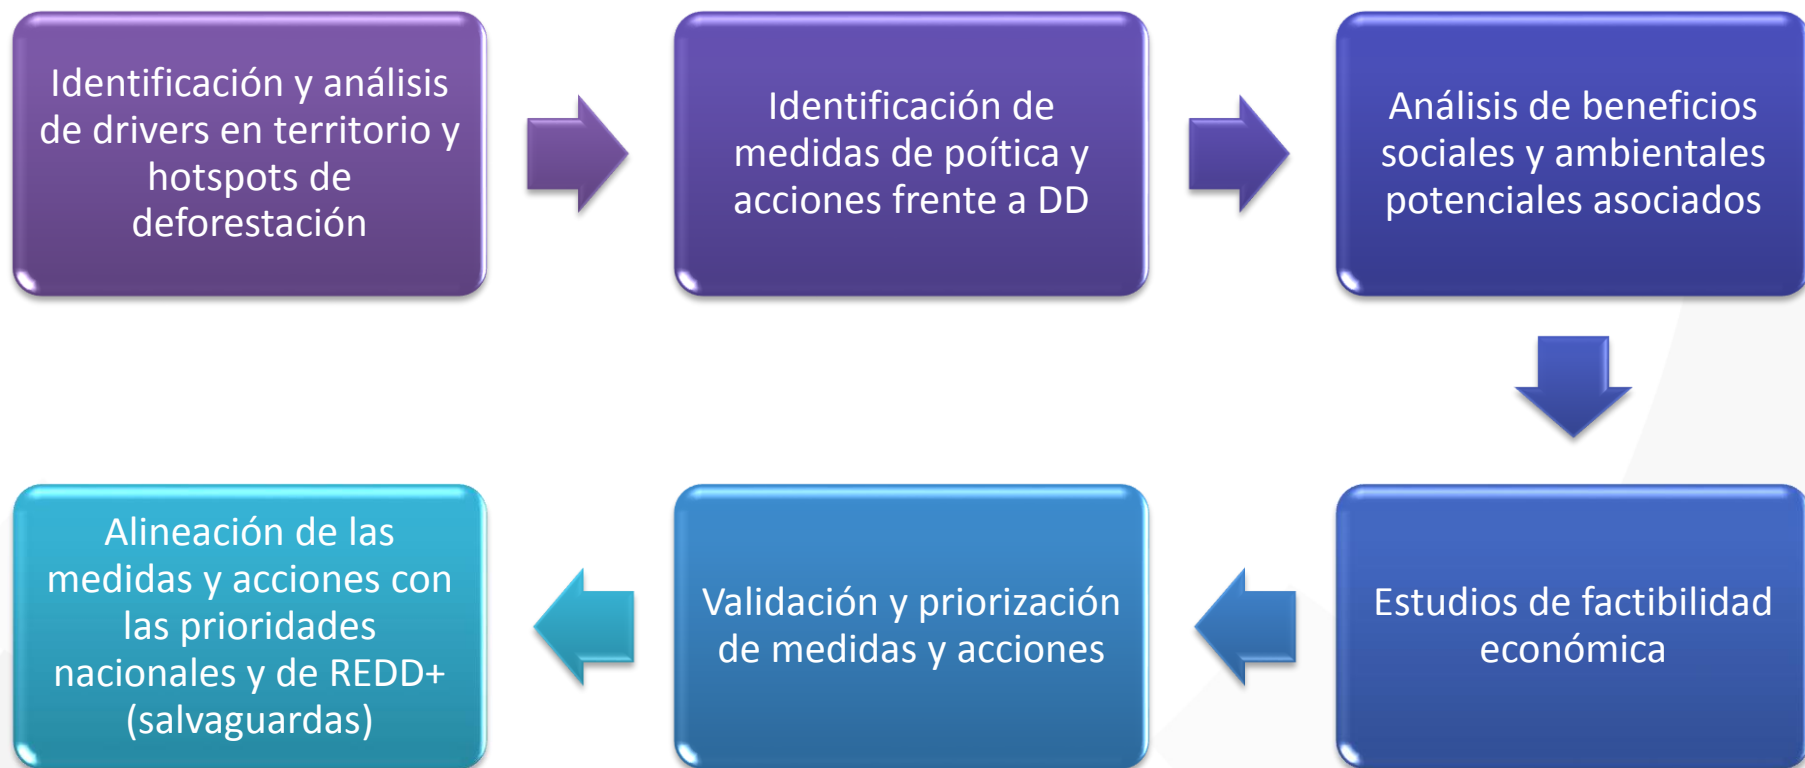 Identificación y análisis
de drivers en territorio y
hotspots de
deforestación
Identificación de
medidas de poítica y
acciones frente a DD
Análisis de beneficios
sociales y ambientales
potenciales asociados
Estudios de factibilidad
económica
Validación y priorización
de medidas y acciones
Alineación de las
medidas y acciones con
las prioridades
nacionales y de REDD+
(salvaguardas)